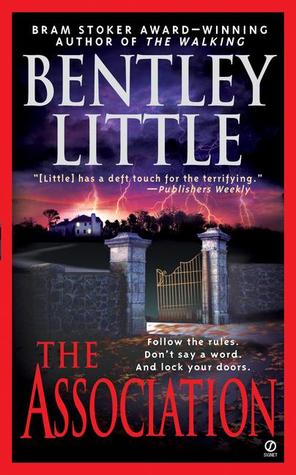 BRAM STOKER AWARD—WINNING
AUTHOR OF THE WALKING
BENTLEY
LITTLE
"[Little] has a deft touch for the terrifying."
—Publishers Weekly
Follow the rules.
Don't say a word.
And lock your doors.
THE
ASSOCIATION
SIGNET